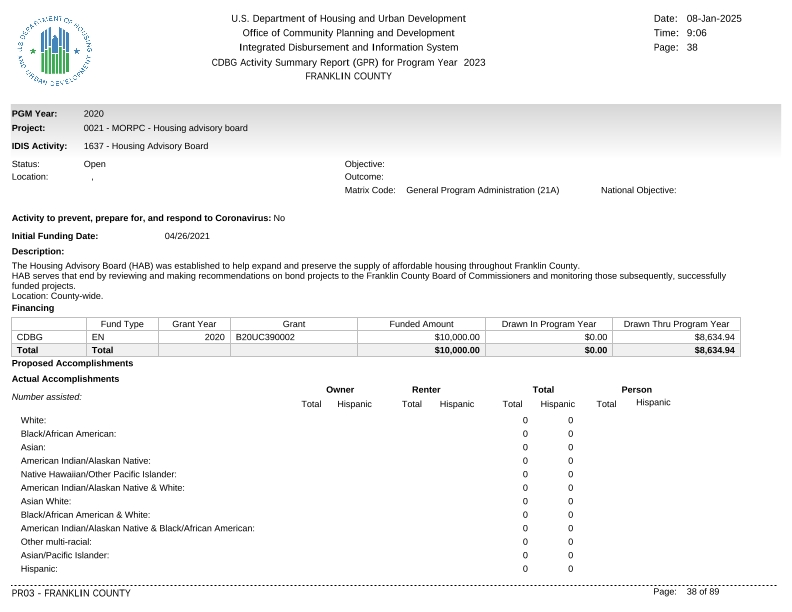 U.S. DEPARTMENT OF HOUSING
AND URBAN DEVELOPMENT
U.S. Department of Housing and Urban Development
Office of Community Planning and Development
Integrated Disbursement and Information System
CDBG Activity Summary Report (GPR) for Program Year 2023
FRANKLIN COUNTY
Date: 08-Jan-2025
Time: 9:06
Page: 38
PGM Year: 2020
Project: 0021 - MORPC - Housing advisory board
IDIS Activity: 1637 - Housing Advisory Board
Status: Open Objective:
Location: , Outcome:
Matrix Code: General Program Administration (21A) National Objective:
Activity to prevent, prepare for, and respond to Coronavirus: No
Initial Funding Date: 04/26/2021
Description:
The Housing Advisory Board (HAB) was established to help expand and preserve the supply of affordable housing throughout Franklin County.
HAB serves that end by reviewing and making recommendations on bond projects to the Franklin County Board of Commissioners and monitoring those subsequently, successfully
funded projects.
Location: County-wide.
Financing
Fund Type Grant Year Grant Funded Amount Drawn In Program Year Drawn Thru Program Year
CDBG EN 2020 B20UC390002 $10,000.00 $0.00 $8,634.94
Total Total $10,000.00 $0.00 $8,634.94
Proposed Accomplishments
Actual Accomplishments
Number assisted: Owner Renter Total Person
Total Hispanic Total Hispanic Total Hispanic Total Hispanic
White: 0 0
Black/African American: 0 0
Asian: 0 0
American Indian/Alaskan Native: 0 0
Native Hawaiian/Other Pacific Islander: 0 0
American Indian/Alaskan Native & White: 0 0
Asian White: 0 0
Black/African American & White: 0 0
American Indian/Alaskan Native & Black/African American: 0 0
Other multi-racial: 0 0
Asian/Pacific Islander: 0 0
Hispanic: 0 0
PR03 - FRANKLIN COUNTY Page: 38 of 89